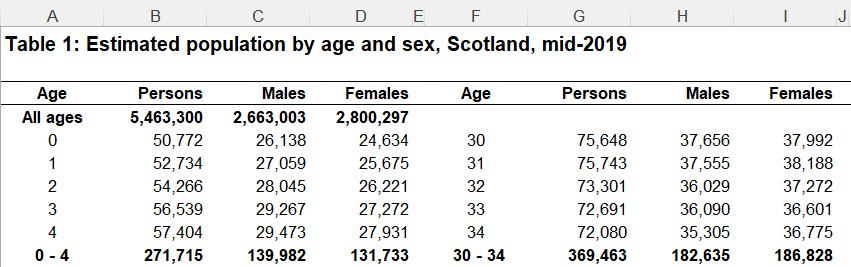 A B C D E F G H I J
Table 1: Estimated population by age and sex, Scotland, mid-2019
Age Persons Males Females Age Persons Males Females
All ages 5,463,300 2,663,003 2,800,297
0 50,772 26,138 24,634 30 75,648 37,656 37,992
1 52,734 27,059 25,675 31 75,743 37,555 38,188
2 54,266 28,045 26,221 32 73,301 36,029 37,272
3 56,539 29,267 27,272 33 72,691 36,090 36,601
4 57,404 29,473 27,931 34 72,080 35,305 36,775
0 - 4 271,715 139,982 131,733 30 - 34 369,463 182,635 186,828